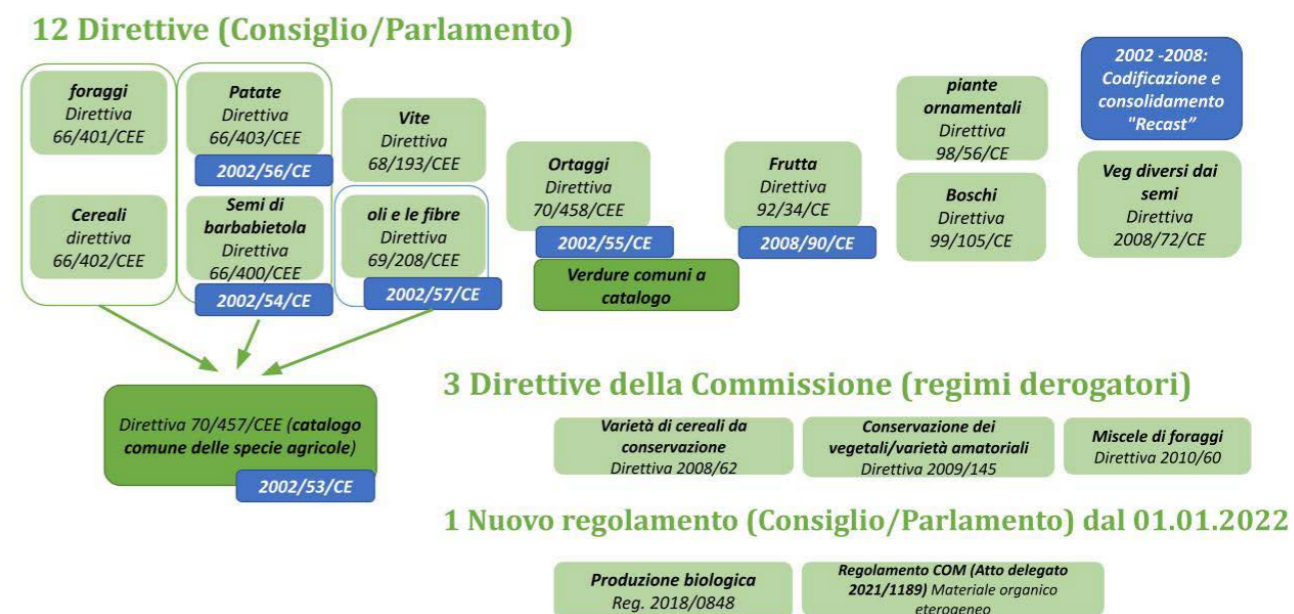 12 Direttive (Consiglio/Parlamento)
foraggi
Direttiva
66/401/CEE
Cereali
direttiva
66/402/CEE
Patate
Direttiva
66/403/CEE
2002/56/CE
Semi di
barbabietola
Direttiva
66/400/CEE
2002/54/CE
Vite
Direttiva
68/193/CEE
oli e le fibre
Direttiva
69/208/CEE
2002/57/CE
Ortaggi
Direttiva
70/458/CEE
2002/55/CE
Verdure comuni a
catalogo
Frutta
Direttiva
92/34/CE
2008/90/CE
piante
ornamentali
Direttiva
98/56/CE
Boschi
Direttiva
99/105/CE
2002 -2008:
Codificazione e
consolidamento
"Recast”
Veg diversi dai
semi
Direttiva
2008/72/CE
Direttiva 70/457/CEE (catalogo
comune delle specie agricole)
2002/53/CE
3 Direttive della Commissione (regimi derogatori)
Varietà di cereali da
conservazione
Direttiva 2008/62
Conservazione dei
vegetali/varietà amatoriali
Direttiva 2009/145
Miscele di foraggi
Direttiva 2010/60
1 Nuovo regolamento (Consiglio/Parlamento) dal 01.01.2022
Produzione biologica
Reg. 2018/0848
Regolamento COM (Atto delegato
2021/1189) Materiale organico
eterogeneo